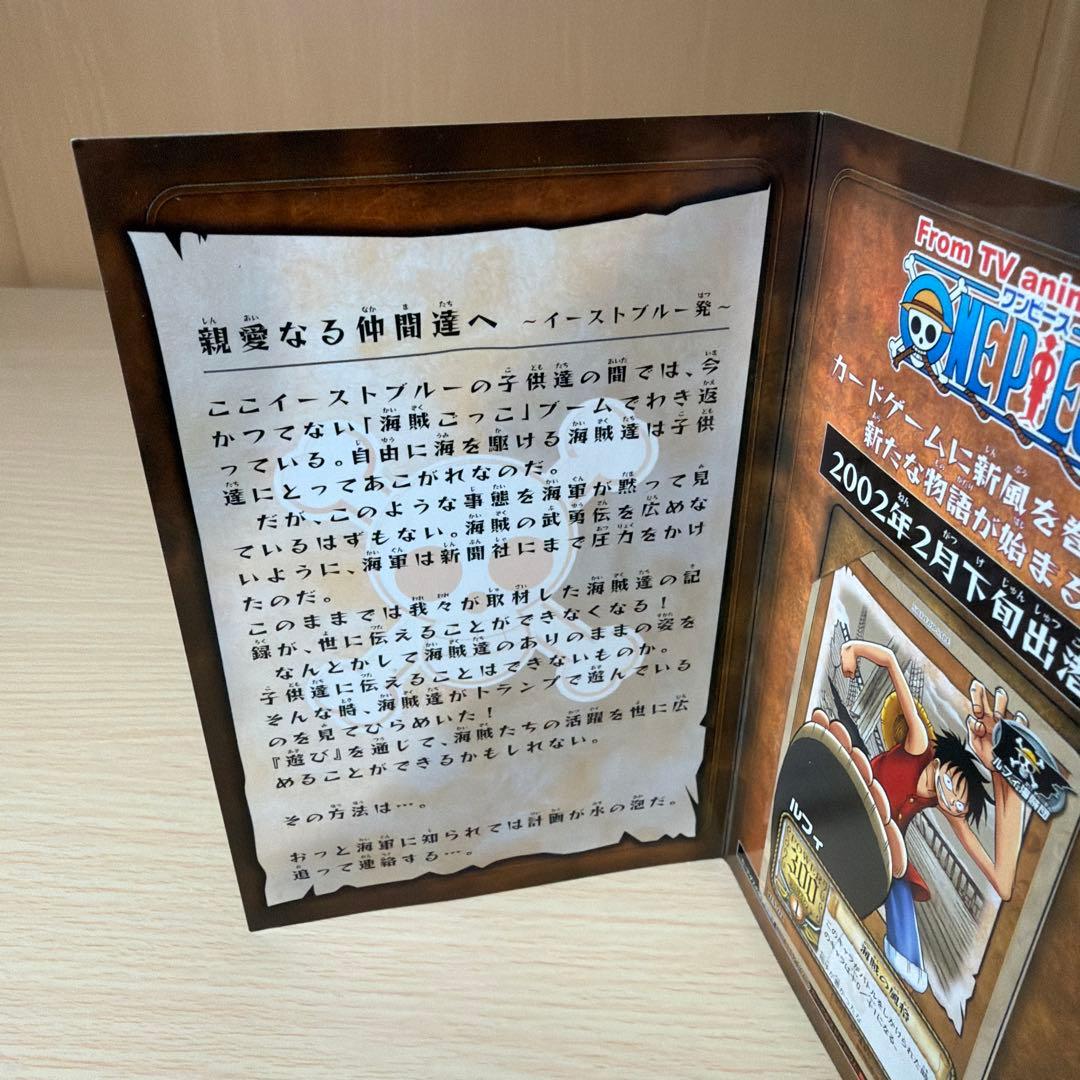 親愛なる仲間達へ ～イーストブルー発～
ここイーストブルーの子供達の間では、今
かつてない「海賊ごっこ」ブームでわき返
っている。自由に海を駆ける海賊達は子供
達にとってあこがれなのだ。
だが、このような事態を海軍が黙って見
ているはずもない。海賊の武勇伝を広めな
いように、海軍は新聞社にまで圧力をかけ
たのだ。
このままでは我々が取材した海賊達の記
録が、世に伝えることができなくなる！
なんとかして海賊達のありのままの姿を
子供達に伝えることはできないものか。
そんな時、海賊達がトランプで遊んでいる
のを見てひらめいた！
『遊び』を通じて、海賊たちの活躍を世に広
めることができるかもしれない。
その方法は…。
おっと海軍に知られては計画が水の泡だ。
追って連絡する…。
From TV anim
ワンピース
ONE PIE
カードゲームに新風を巻
新たな物語が始まる
2002年2月下旬出港
ルフィ
300
ルフィ海賊団
海賊の風格